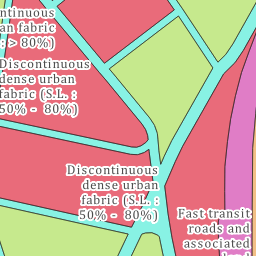 ontinuous
an fabric
: > 80%)
Discontinuous
dense urban
fabric (S.L. :
50% - 80%)
Discontinuous
dense urban
fabric (S.L. :
50% - 80%)
Fast transit
roads and
associated